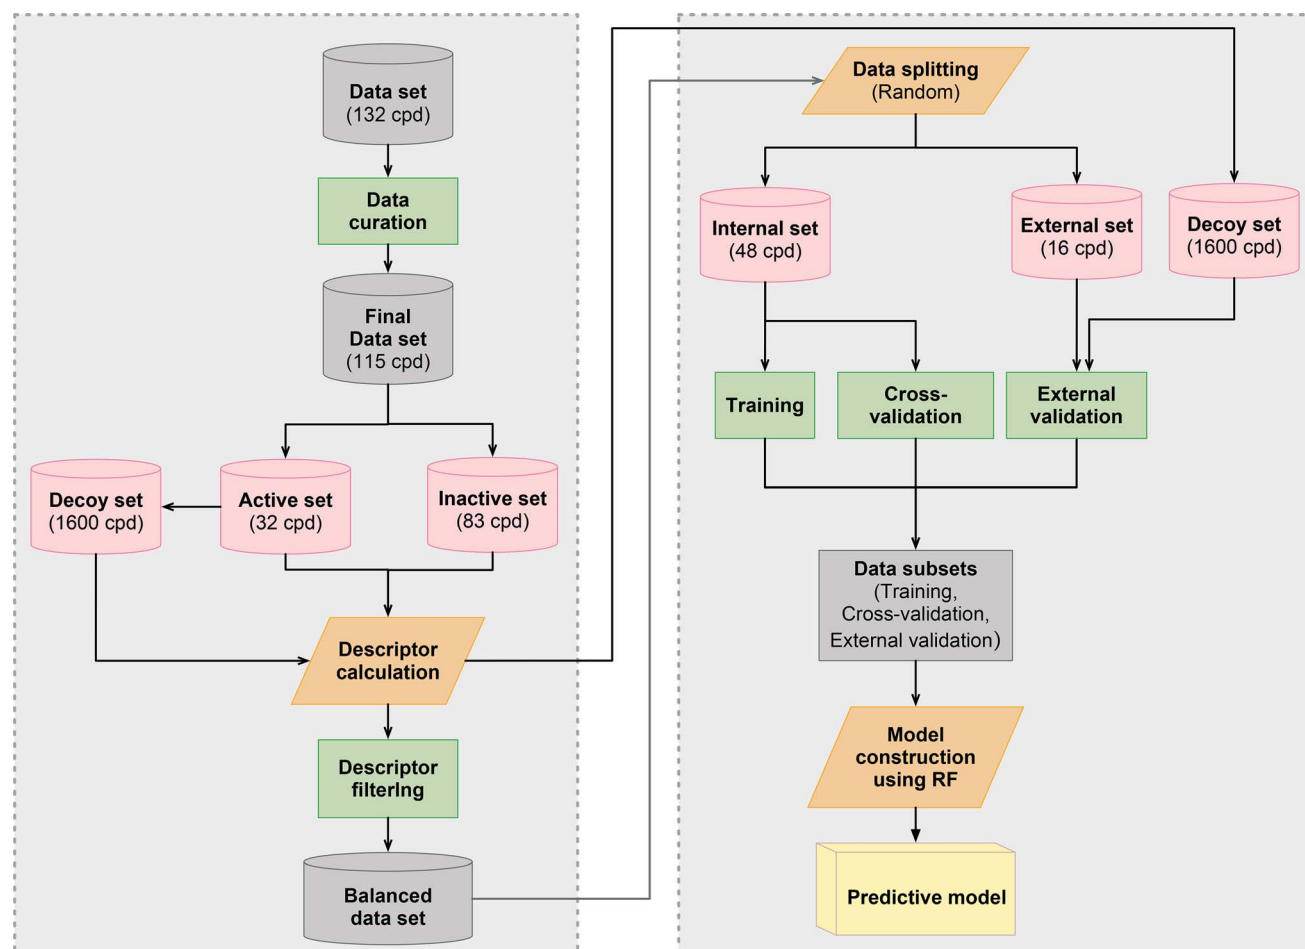 Data set
(132 cpd)
Data
curation
Final
Data set
(115 cpd)
Decoy set
(1600 cpd)
Active set
(32 cpd)
Inactive set
(83 cpd)
Descriptor
calculation
Descriptor
filterIng
Balanced
data set
Data splitting
(Random)
Internal set
(48 cpd)
External set
(16 cpd)
Decoy set
(1600 cpd)
Training
Cross-
validation
External
validation
Data subsets
(Training,
Cross-validation,
External validation)
Model
construction
using RF
Predictive model